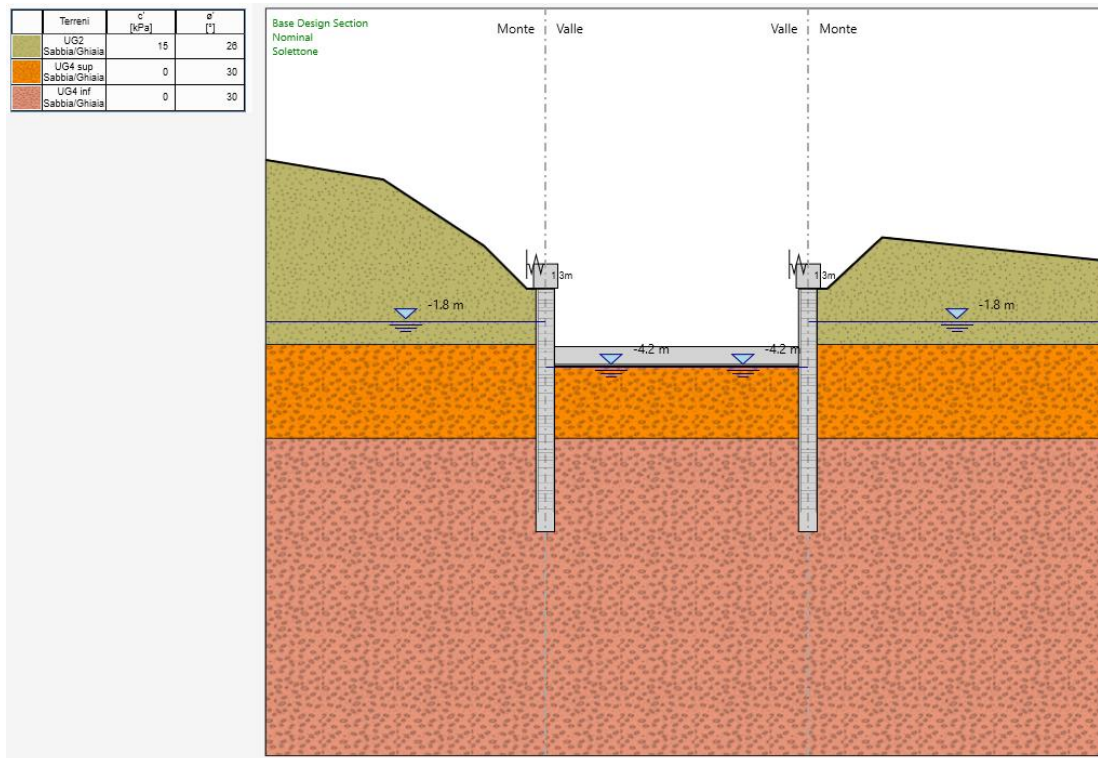 Terreni c' ø'
[kPa] [°]
UG2
Sabbia/Ghiaia 15 26
UG4 sup
Sabbia/Ghiaia 0 30
UG4 inf
Sabbia/Ghiaia 0 30
Base Design Section
Nominal
Solettone
Monte Valle Valle Monte
1.3m 1.3m
-1.8 m -1.8 m
-4.2 m -4.2 m